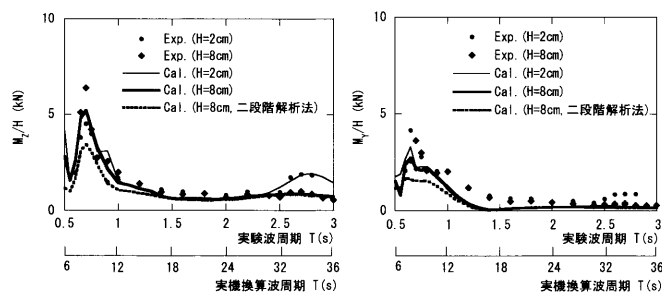 10
5
0
M_Z/H (kN)
Exp. (H=2cm)
Exp. (H=8cm)
Cal. (H=2cm)
Cal. (H=8cm)
Cal. (H=8cm, 二段階解析法)
0.5 1 1.5 2 2.5 3
実験波周期 T(s)
6 12 18 24 30 36
実機換算波周期 T(s)
10
5
0
M_Y/H (kN)
Exp. (H=2cm)
Exp. (H=8cm)
Cal. (H=2cm)
Cal. (H=8cm)
Cal. (H=8cm, 二段階解析法)
0.5 1 1.5 2 2.5 3
実験波周期 T(s)
6 12 18 24 30 36
実機換算波周期 T(s)